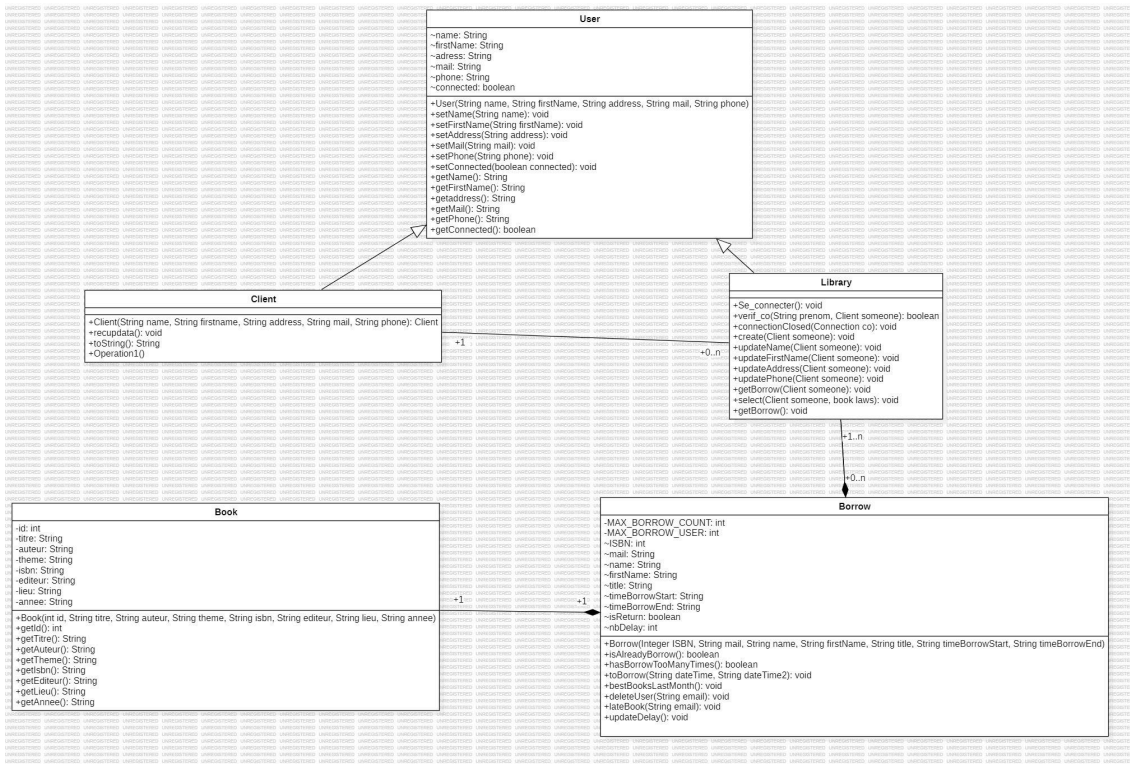 User
~name: String
~firstName: String
~adress: String
~mail: String
~phone: String
~connected: boolean
+User(String name, String firstName, String address, String mail, String phone)
+setName(String name): void
+setFirstName(String firstName): void
+setAddress(String address): void
+setMail(String mail): void
+setPhone(String phone): void
+setConnected(boolean connected): void
+getName(): String
+getFirstName(): String
+getaddress(): String
+getMail(): String
+getPhone(): String
+getConnected(): boolean
Client
+Client(String name, String firstname, String address, String mail, String phone): Client
+recupdata(): void
+toString(): String
+Operation1()
+1
+0..n
Library
+Se_connecter(): void
+verif_co(String prenom, Client someone): boolean
+connectionClosed(Connection co): void
+create(Client someone): void
+updateName(Client someone): void
+updateFirstName(Client someone): void
+updateAddress(Client someone): void
+updatePhone(Client someone): void
+getBorrow(Client someone): void
+select(Client someone, book laws): void
+getBorrow(): void
+1..n
+0..n
Book
-id: int
-titre: String
-auteur: String
-theme: String
-isbn: String
-editeur: String
-lieu: String
-annee: String
+Book(int id, String titre, String auteur, String theme, String isbn, String editeur, String lieu, String annee)
+getId(): int
+getTitre(): String
+getAuteur(): String
+getTheme(): String
+getIsbn(): String
+getEditeur(): String
+getLieu(): String
+getAnnee(): String
+1
+1
Borrow
-MAX_BORROW_COUNT: int
-MAX_BORROW_USER: int
~ISBN: int
~mail: String
~name: String
~firstName: String
~title: String
~timeBorrowStart: String
~timeBorrowEnd: String
~isReturn: boolean
~nbDelay: int
+Borrow(Integer ISBN, String mail, String name, String firstName, String title, String timeBorrowStart, String timeBorrowEnd)
+isAlreadyBorrow(): boolean
+hasBorrowTooManyTimes(): boolean
+toBorrow(String dateTime, String dateTime2): void
+bestBooksLastMonth(): void
+deleteUser(String email): void
+lateBook(String email): void
+updateDelay(): void
UNREGISTERED